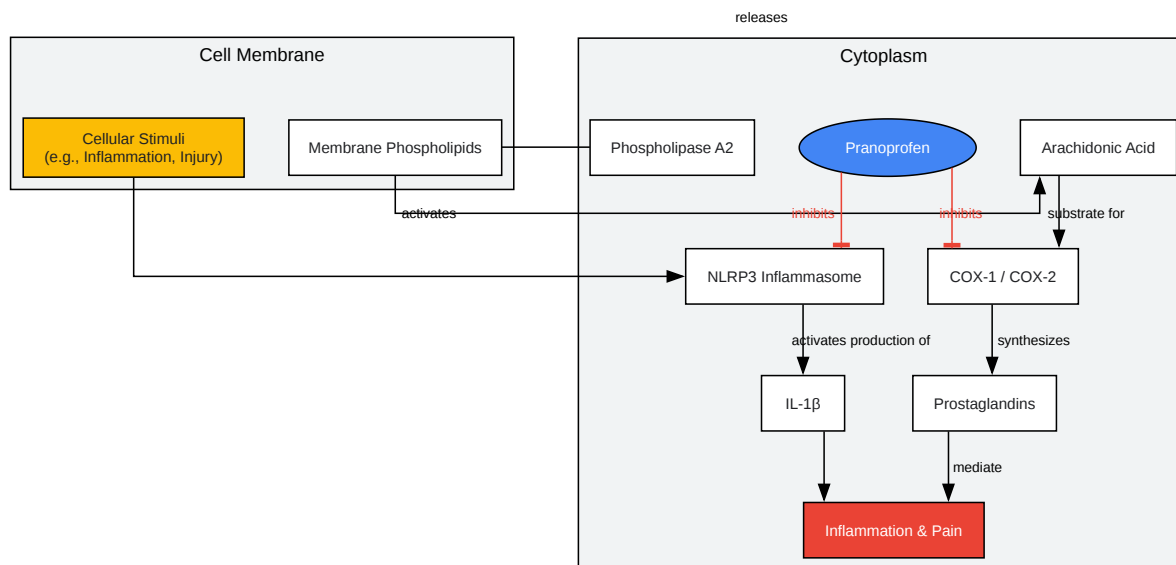 releases
Cell Membrane
Cytoplasm
Cellular Stimuli
(e.g., Inflammation, Injury)
Membrane Phospholipids
Phospholipase A2
Pranoprofen
Arachidonic Acid
activates
inhibits
inhibits
substrate for
NLRP3 Inflammasome
COX-1 / COX-2
activates production of
synthesizes
IL-1β
Prostaglandins
mediate
Inflammation & Pain